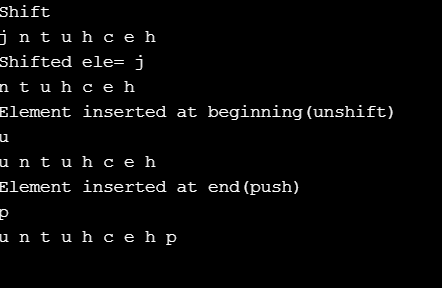 Shift
j n t u h c e h
Shifted ele= j
n t u h c e h
Element inserted at beginning(unshift)
u
u n t u h c e h
Element inserted at end(push)
p
u n t u h c e h p